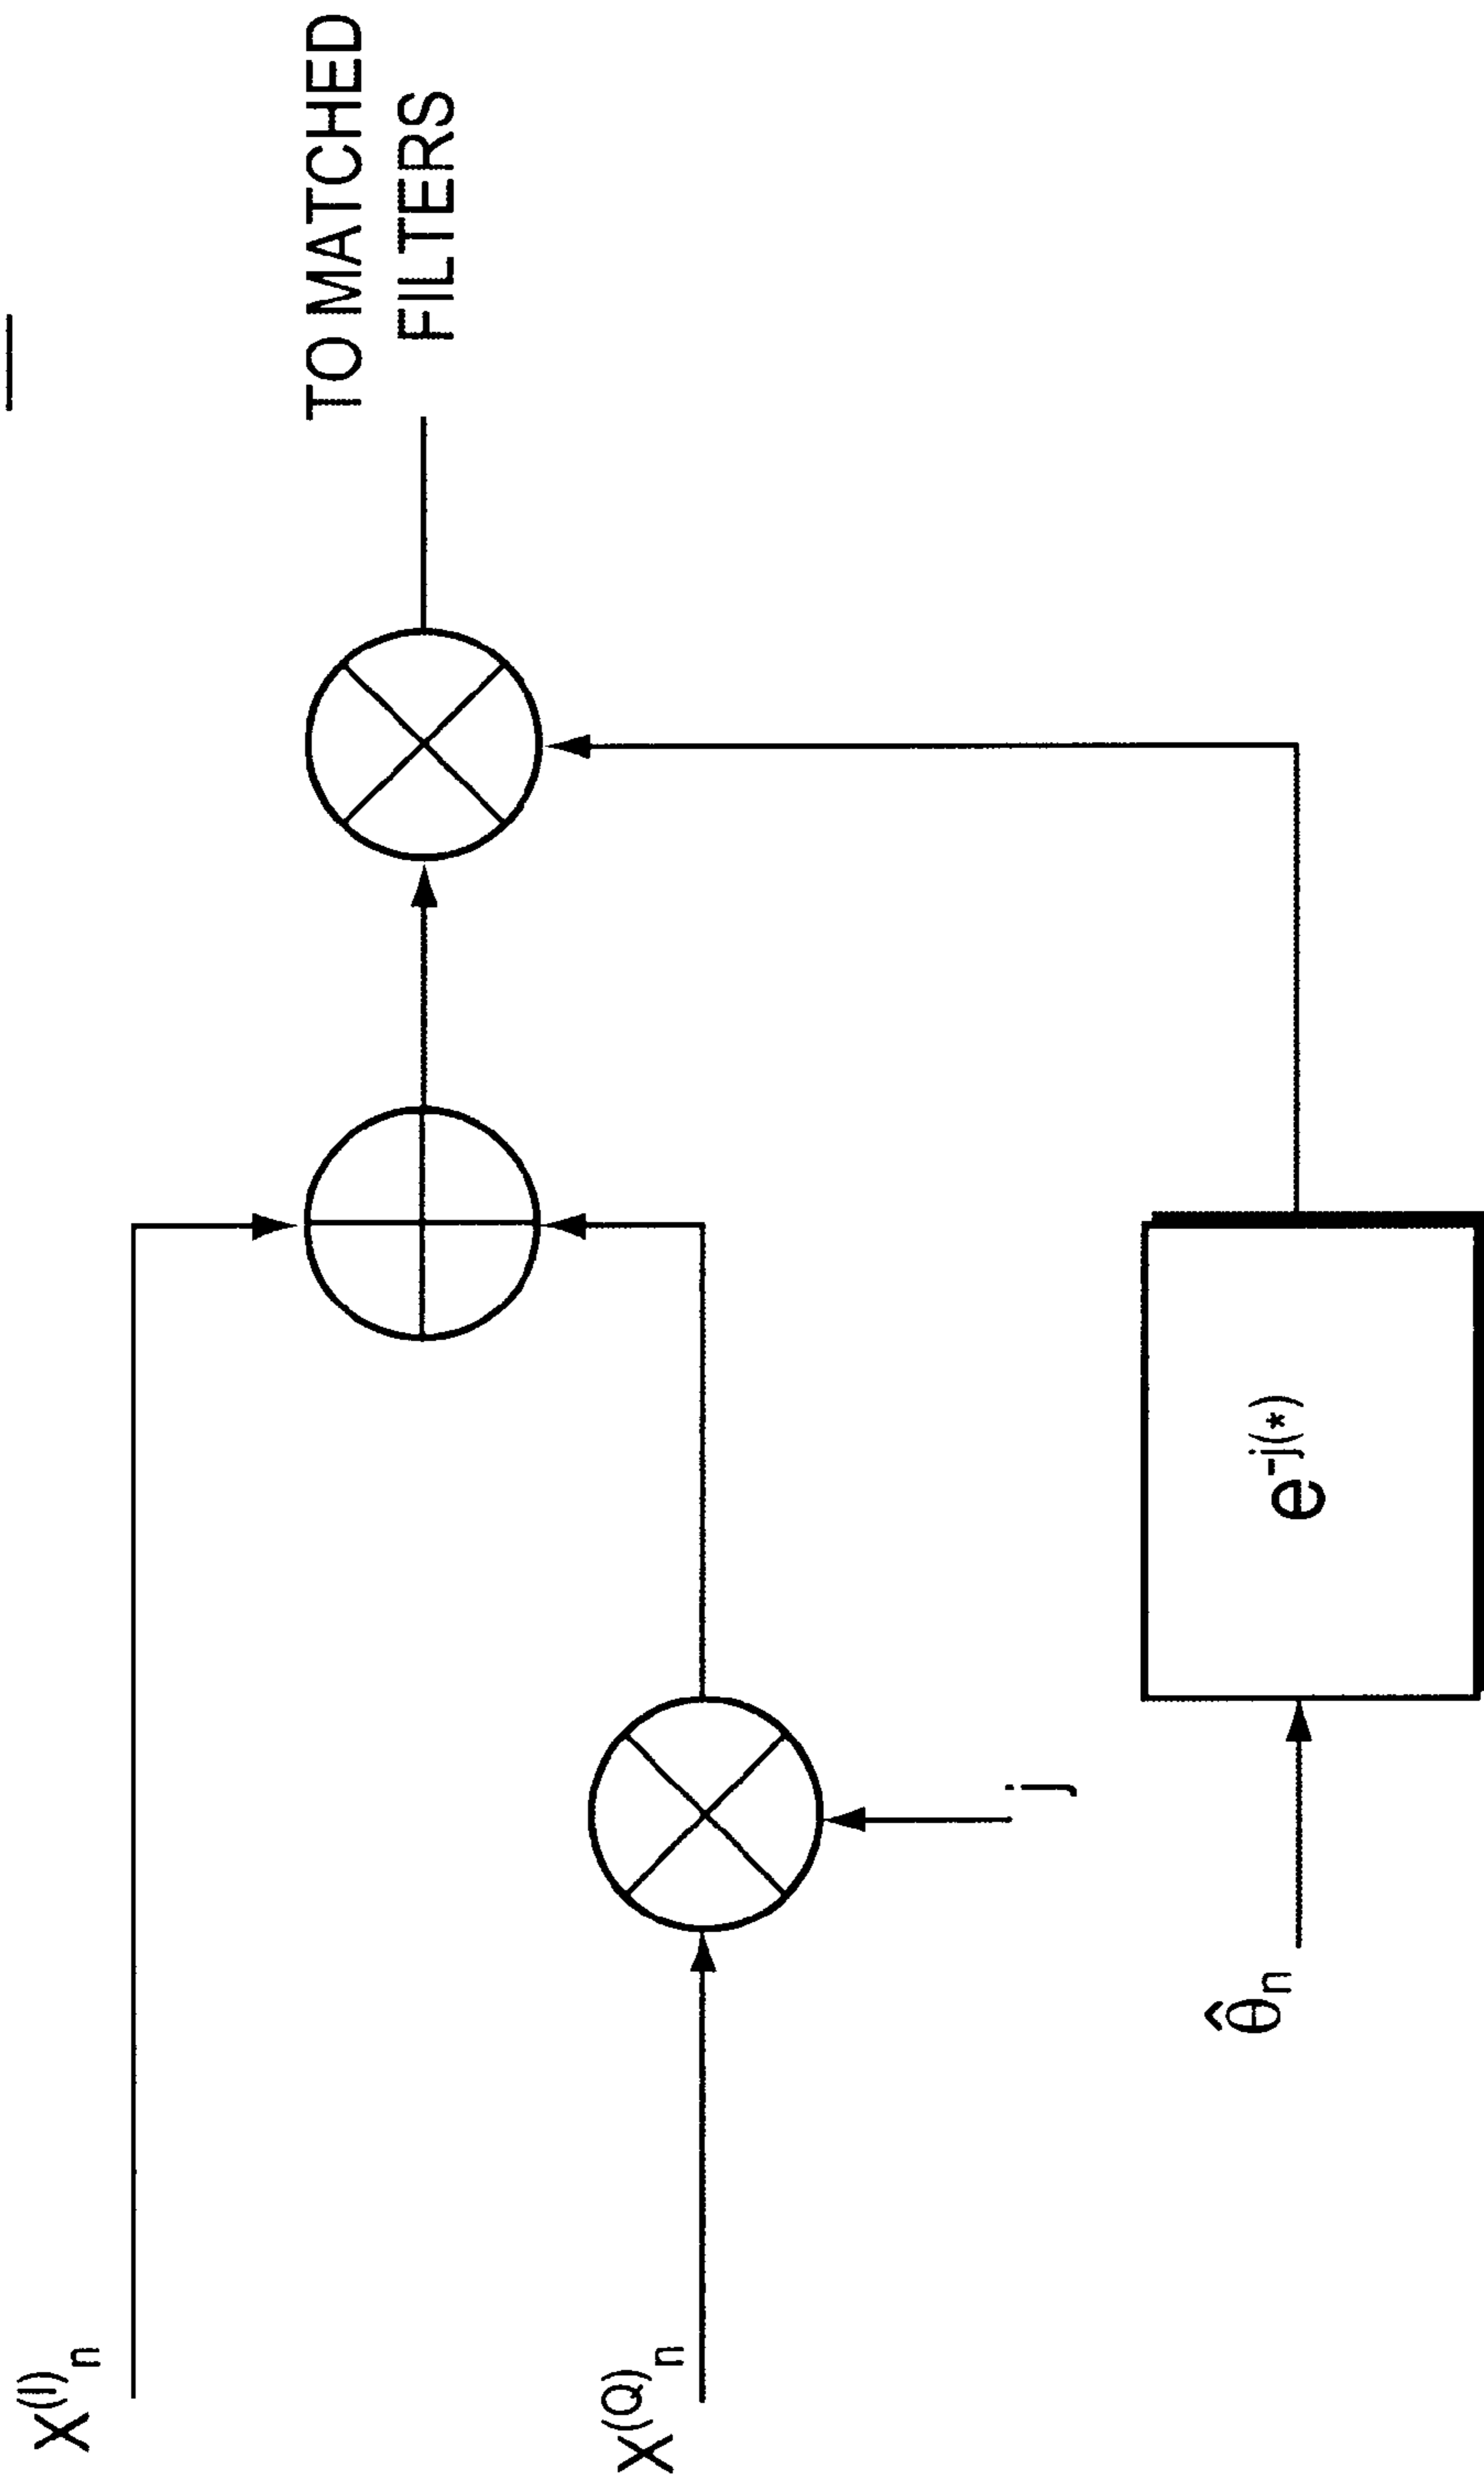 x⁽ᴵ⁾ₙ
TO MATCHED
FILTERS
x⁽Q⁾ₙ
j
e⁻ʲ⁽*⁾
θ̂ₙ